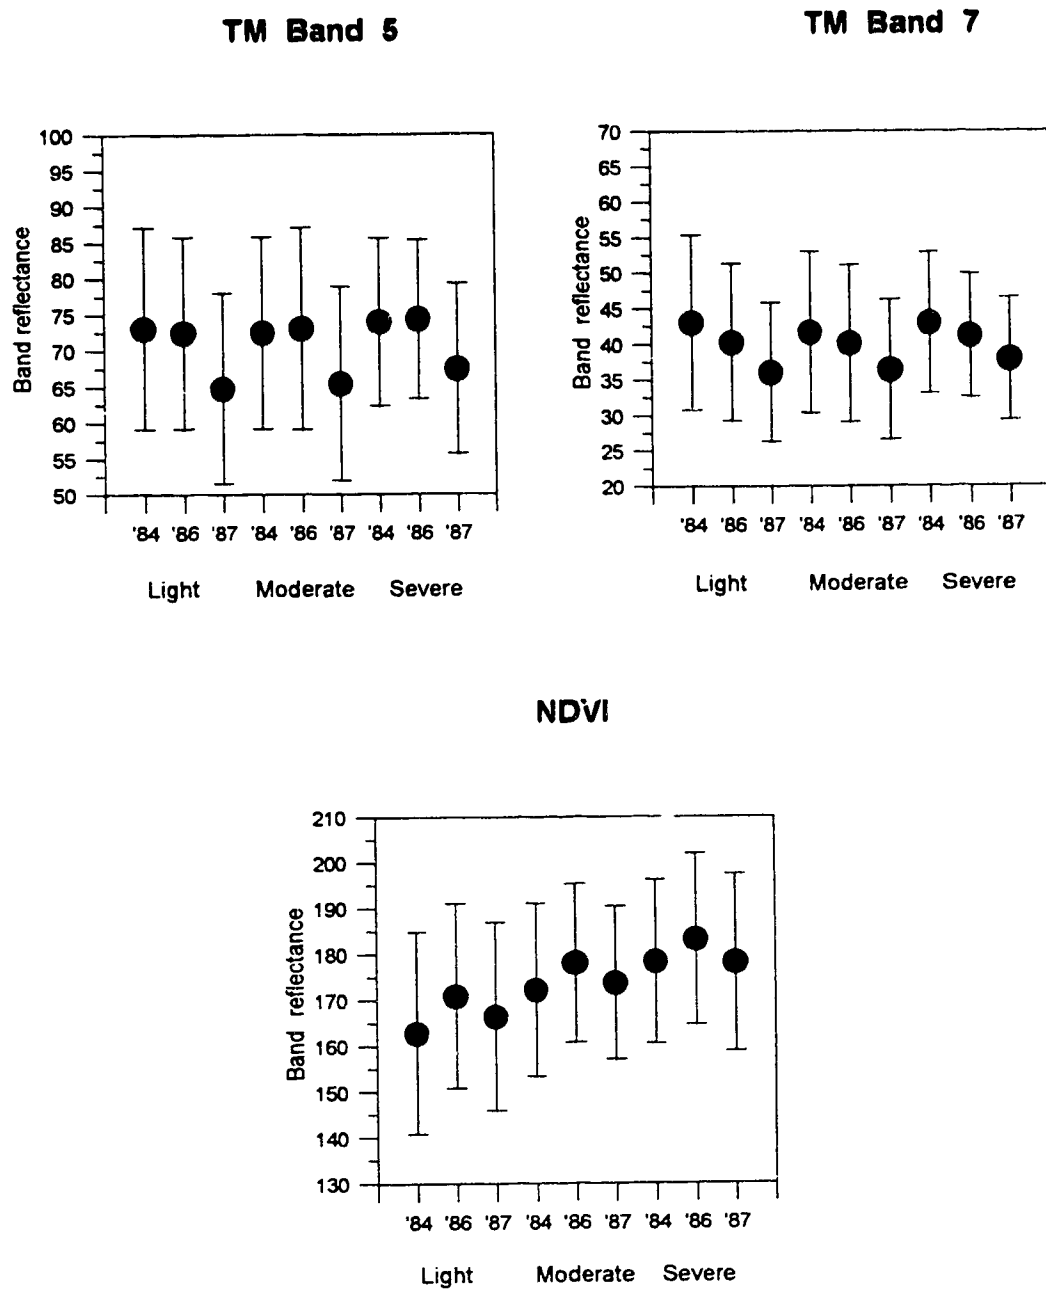 TM Band 5
100
95
90
85
80
75
70
65
60
55
50
Band reflectance
'84 '86 '87 '84 '86 '87 '84 '86 '87
Light Moderate Severe
TM Band 7
70
65
60
55
50
45
40
35
30
25
20
Band reflectance
'84 '86 '87 '84 '86 '87 '84 '86 '87
Light Moderate Severe
NDVI
210
200
190
180
170
160
150
140
130
Band reflectance
'84 '86 '87 '84 '86 '87 '84 '86 '87
Light Moderate Severe